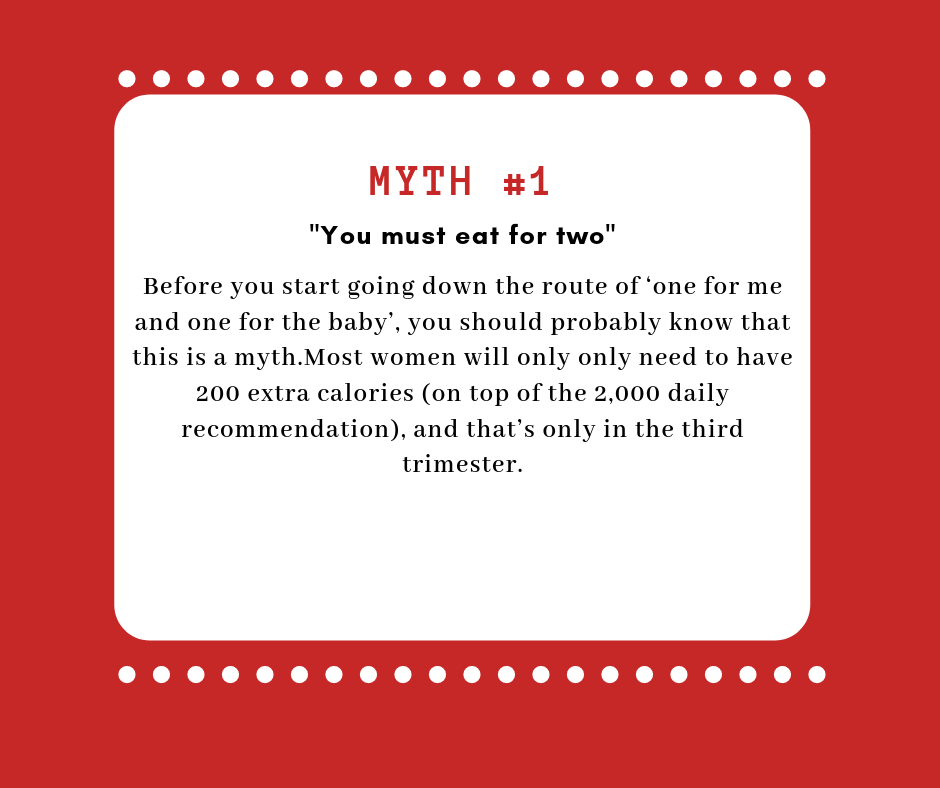 MYTH #1
"You must eat for two"
Before you start going down the route of ‘one for me
and one for the baby’, you should probably know that
this is a myth.Most women will only only need to have
200 extra calories (on top of the 2,000 daily
recommendation), and that’s only in the third
trimester.